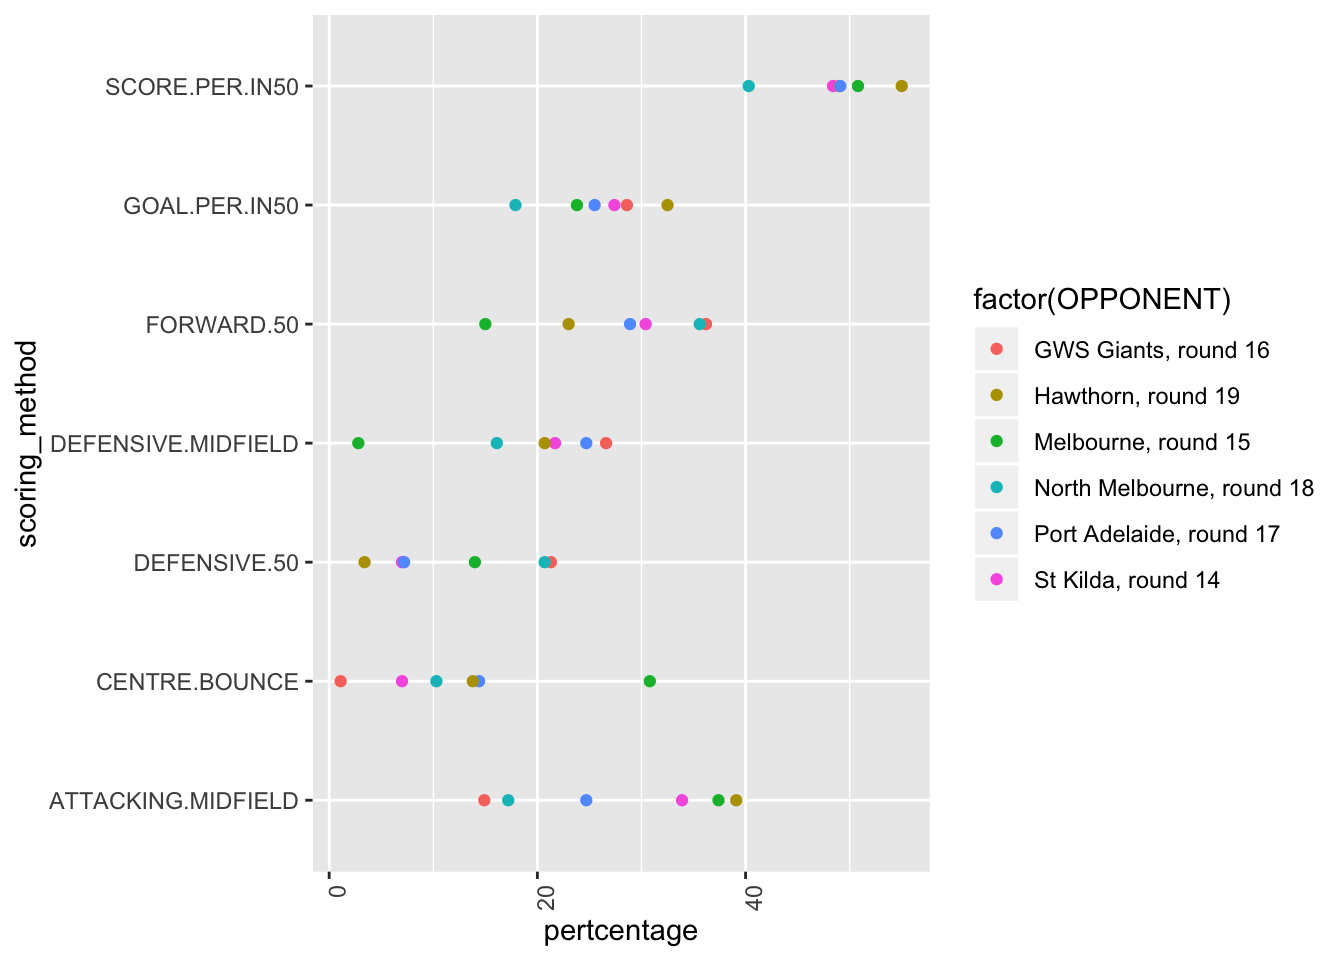 SCORE.PER.IN50
GOAL.PER.IN50
FORWARD.50
DEFENSIVE.MIDFIELD
DEFENSIVE.50
CENTRE.BOUNCE
ATTACKING.MIDFIELD
scoring_method
0
20
40
pertcentage
factor(OPPONENT)
GWS Giants, round 16
Hawthorn, round 19
Melbourne, round 15
North Melbourne, round 18
Port Adelaide, round 17
St Kilda, round 14